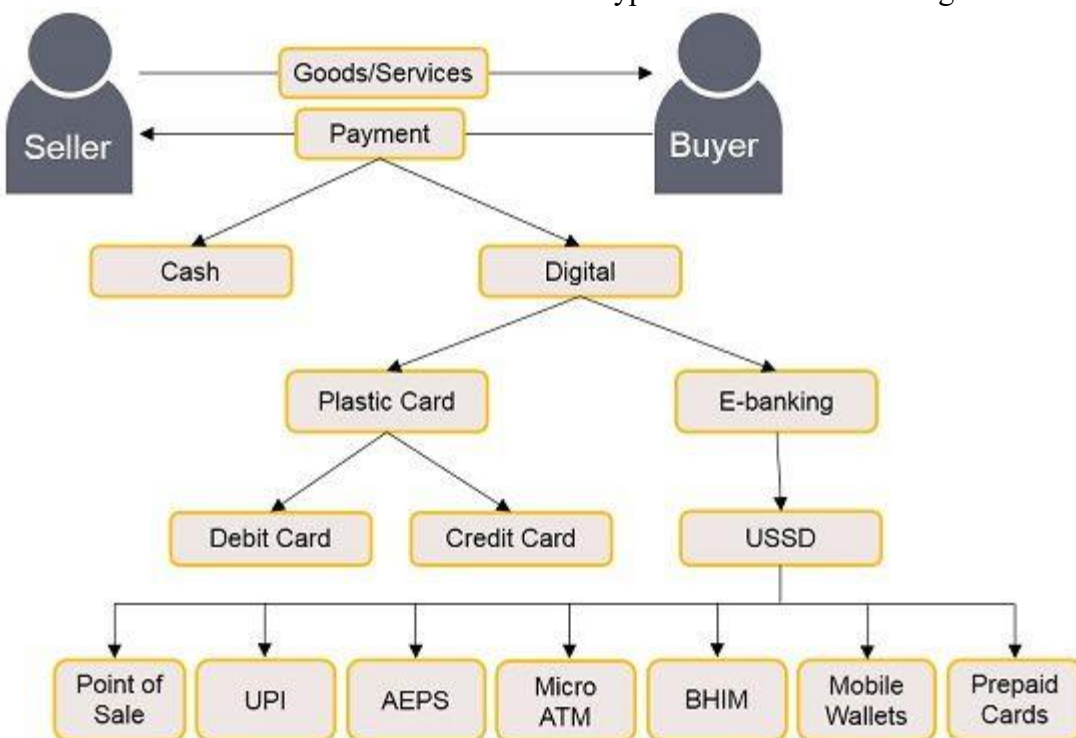 Goods/Services
Payment
Seller
Buyer
Cash
Digital
Plastic Card
E-banking
Debit Card
Credit Card
USSD
Point of
Sale
UPI
AEPS
Micro
ATM
BHIM
Mobile
Wallets
Prepaid
Cards